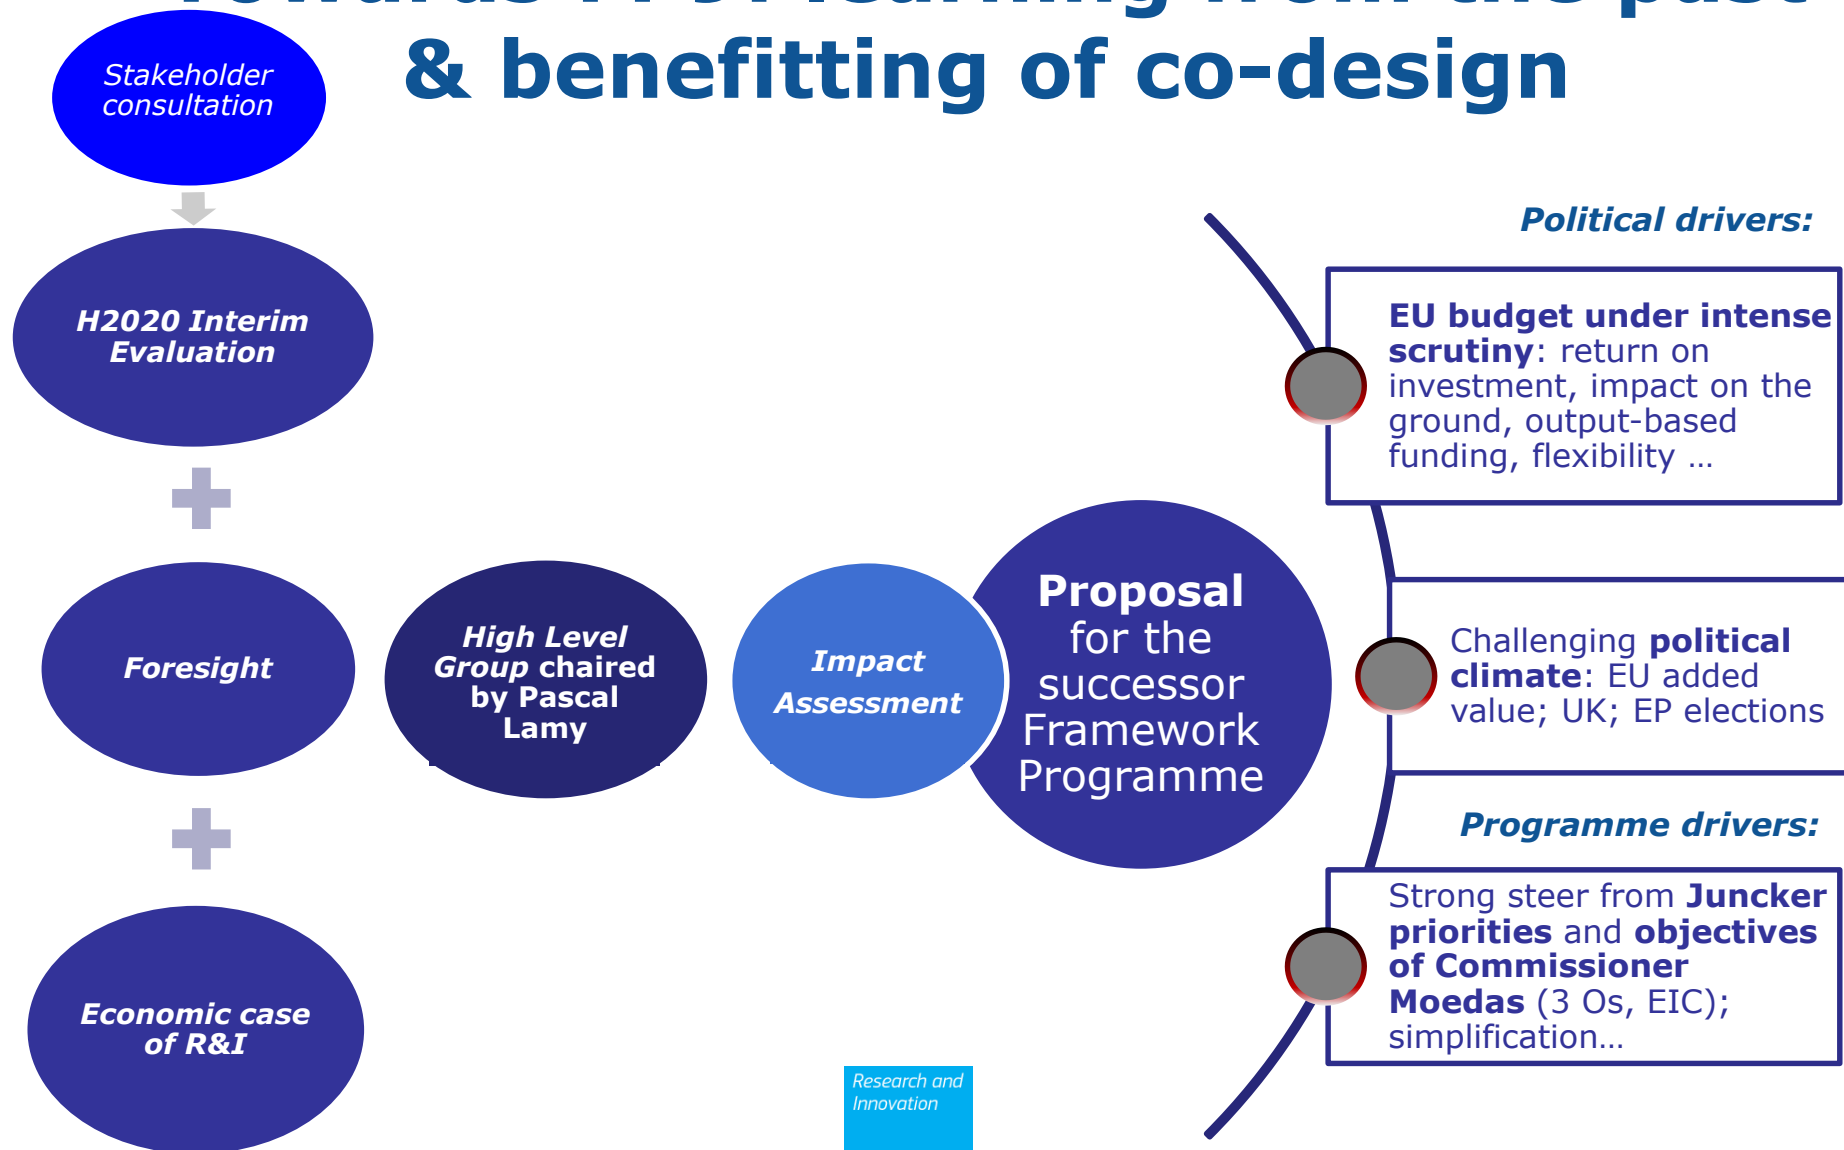 & benefitting of co-design
Stakeholder
consultation
H2020 Interim
Evaluation
Foresight
Economic case
of R&I
High Level
Group chaired
by Pascal
Lamy
Impact
Assessment
Proposal
for the
successor
Framework
Programme
Political drivers:
EU budget under intense
scrutiny: return on
investment, impact on the
ground, output-based
funding, flexibility …
Challenging political
climate: EU added
value; UK; EP elections
Programme drivers:
Strong steer from Juncker
priorities and objectives
of Commissioner
Moedas (3 Os, EIC);
simplification…
Research and
Innovation